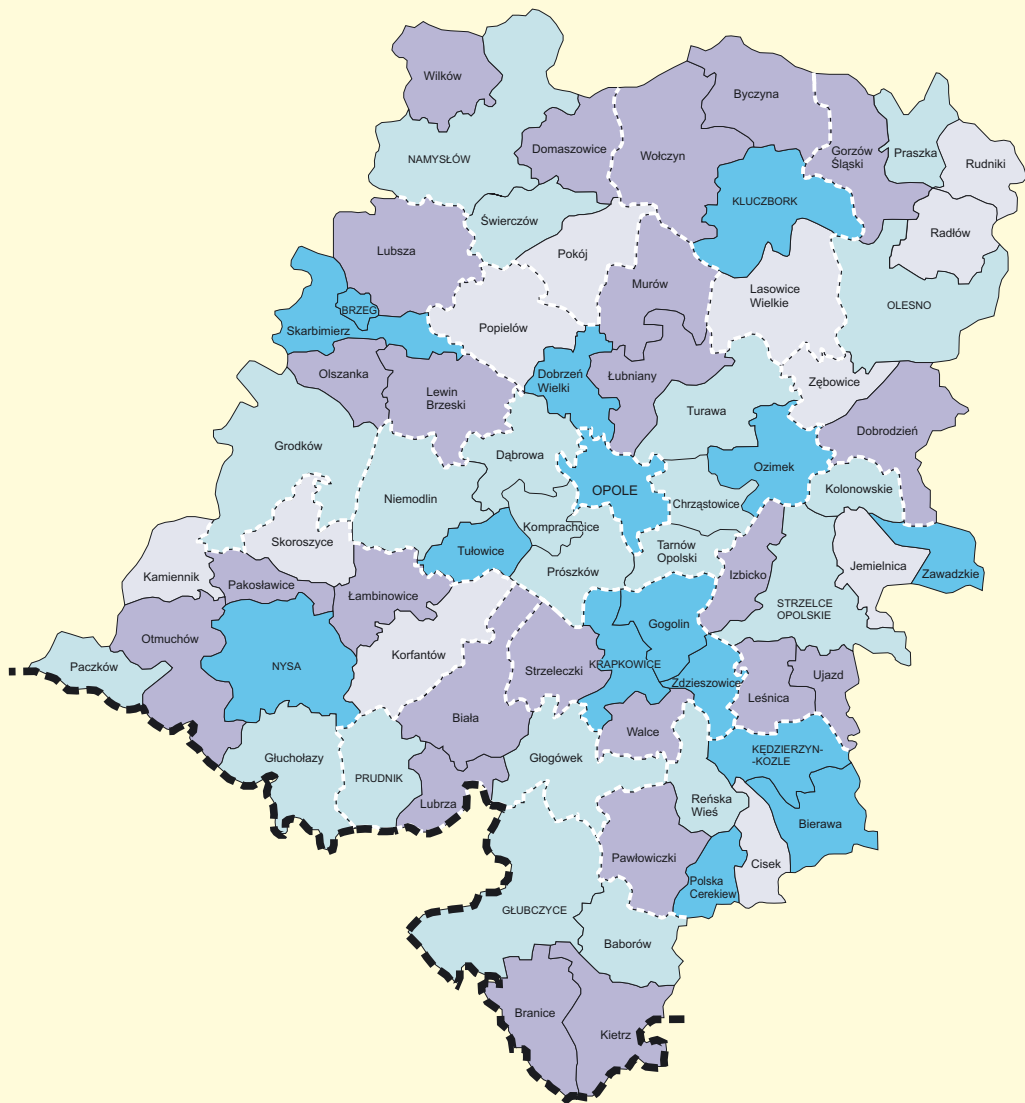 Wilków
Byczyna
NAMYSŁÓW
Domaszowice
Wołczyn
Gorzów
Śląski
Praszka
Rudniki
KLUCZBORK
Świerczów
Radłów
Lubsza
Pokój
Murów
Lasowice
Wielkie
OLESNO
BRZEG
Skarbimierz
Popielów
Olszanka
Lewin
Brzeski
Dobrzeń
Wielki
Łubniany
Zębowice
Turawa
Dobrodzień
Grodków
Dąbrowa
Ozimek
Niemodlin
OPOLE
Chrząstowice
Kolonowskie
Skoroszyce
Komprachcice
Tułowice
Tarnów
Opolski
Kamiennik
Pakosławice
Łambinowice
Prószków
Izbicko
Jemielnica
Zawadzkie
STRZELCE
OPOLSKIE
Otmuchów
Gogolin
Paczków
NYSA
Korfantów
Strzeleczki
KRAPKOWICE
Zdzieszowice
Leśnica
Ujazd
Biała
Walce
Głuchołazy
PRUDNIK
Głogówek
KĘDZIERZYN-
-KOZLE
Lubrza
Reńska
Wieś
Bierawa
Pawłowiczki
Cisek
Polska
Cerekiew
GŁUBCZYCE
Baborów
Branice
Kietrz